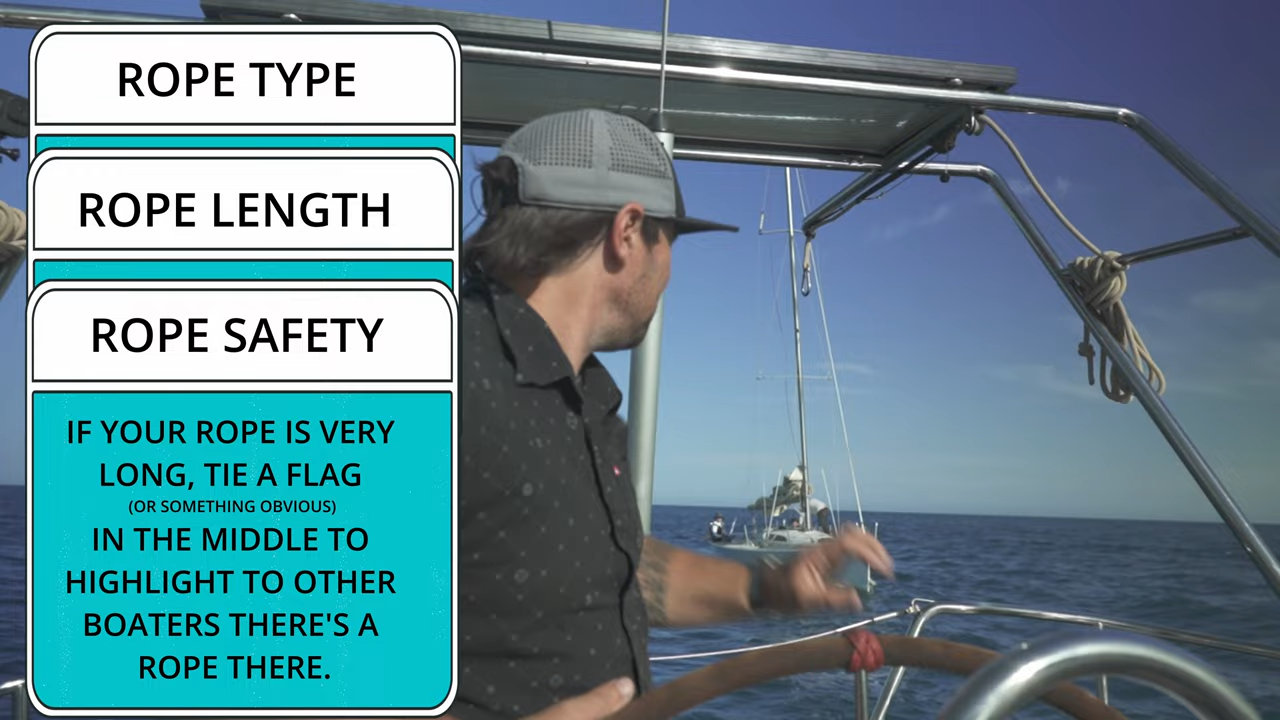 ROPE TYPE
ROPE LENGTH
ROPE SAFETY
IF YOUR ROPE IS VERY
LONG, TIE A FLAG
(OR SOMETHING OBVIOUS)
IN THE MIDDLE TO
HIGHLIGHT TO OTHER
BOATERS THERE'S A
ROPE THERE.